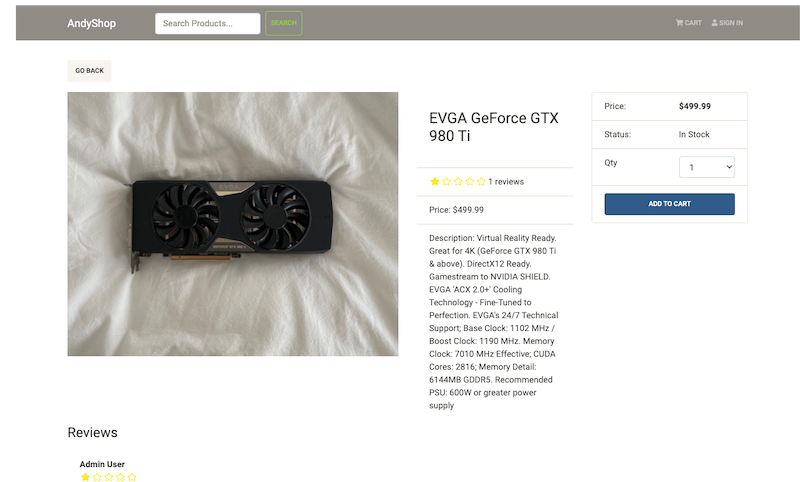 AndyShop
Search Products...
SEARCH
CART
SIGN IN
GO BACK
EVGA
EVGA GeForce GTX
980 Ti
1 reviews
Price: $499.99
Description: Virtual Reality Ready.
Great for 4K (GeForce GTX 980 Ti
& above). DirectX12 Ready.
Gamestream to NVIDIA SHIELD.
EVGA 'ACX 2.0+' Cooling
Technology - Fine-Tuned to
Perfection. EVGA's 24/7 Technical
Support; Base Clock: 1102 MHz /
Boost Clock: 1190 MHz. Memory
Clock: 7010 MHz Effective; CUDA
Cores: 2816; Memory Detail:
6144MB GDDR5. Recommended
PSU: 600W or greater power
supply
Price: $499.99
Status: In Stock
Qty 1
ADD TO CART
Reviews
Admin User